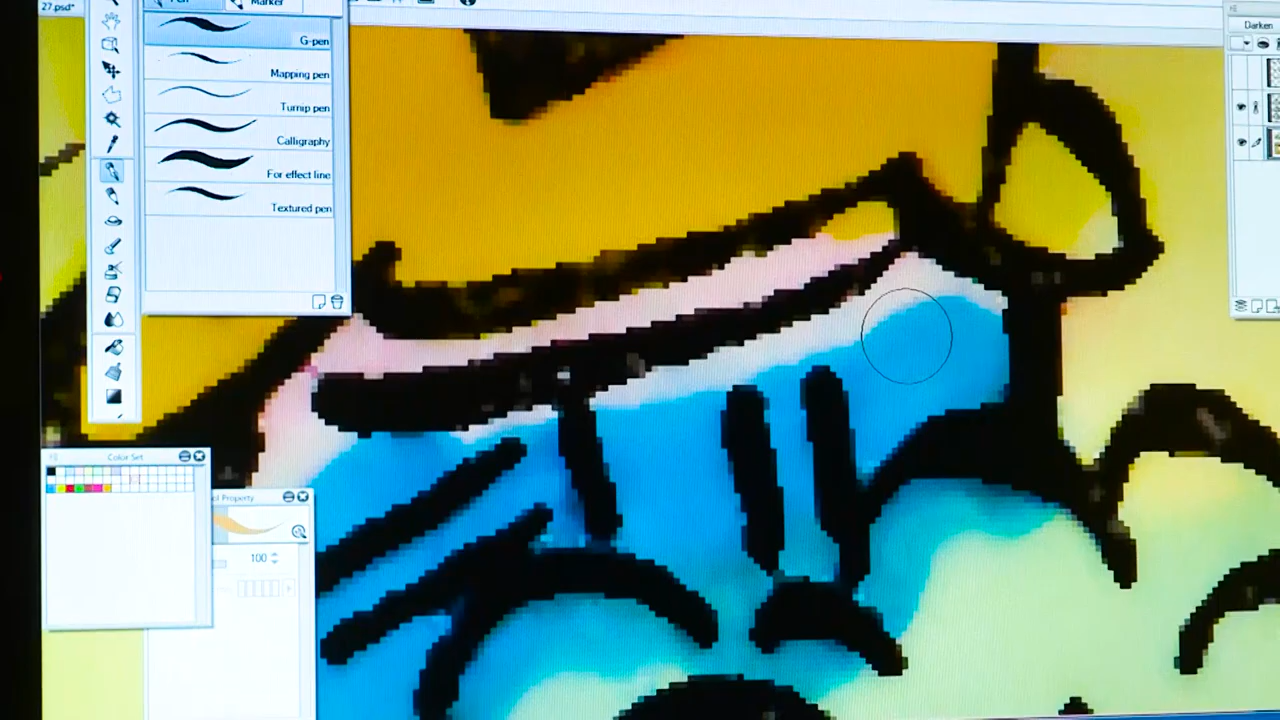 27.psd*
Pen
Marker
G-pen
Mapping pen
Turnip pen
Calligraphy
For effect line
Textured pen
Darken
Color Set
ol Property
100